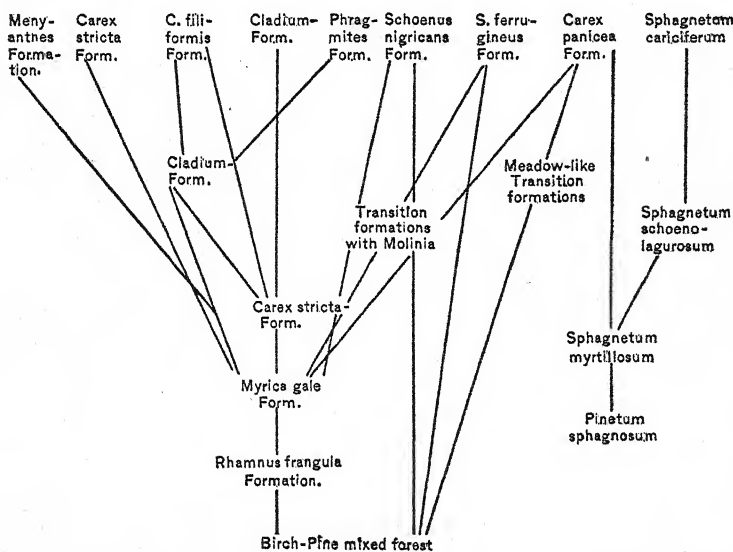 Meny-
anthes
Forma-
tion.
Carex
stricta
Form.
C. fili-
formis
Form.
Cladium-
Form.
Phrag-
mites
Form.
Schoenus
nigricans
Form.
S. ferru-
gineus
Form.
Carex
panicea
Form.
Sphagnetum
cariciferum
Cladium-
Form.
Meadow-like
Transition
formations
Transition
formations
with Molinia
Sphagnetum
schoeno-
lagurosum
Carex stricta-
Form.
Sphagnetum
myrtillosum
Myrica gale
Form.
Pinetum
sphagnosum
Rhamnus frangula
Formation.
Birch-Pine mixed forest